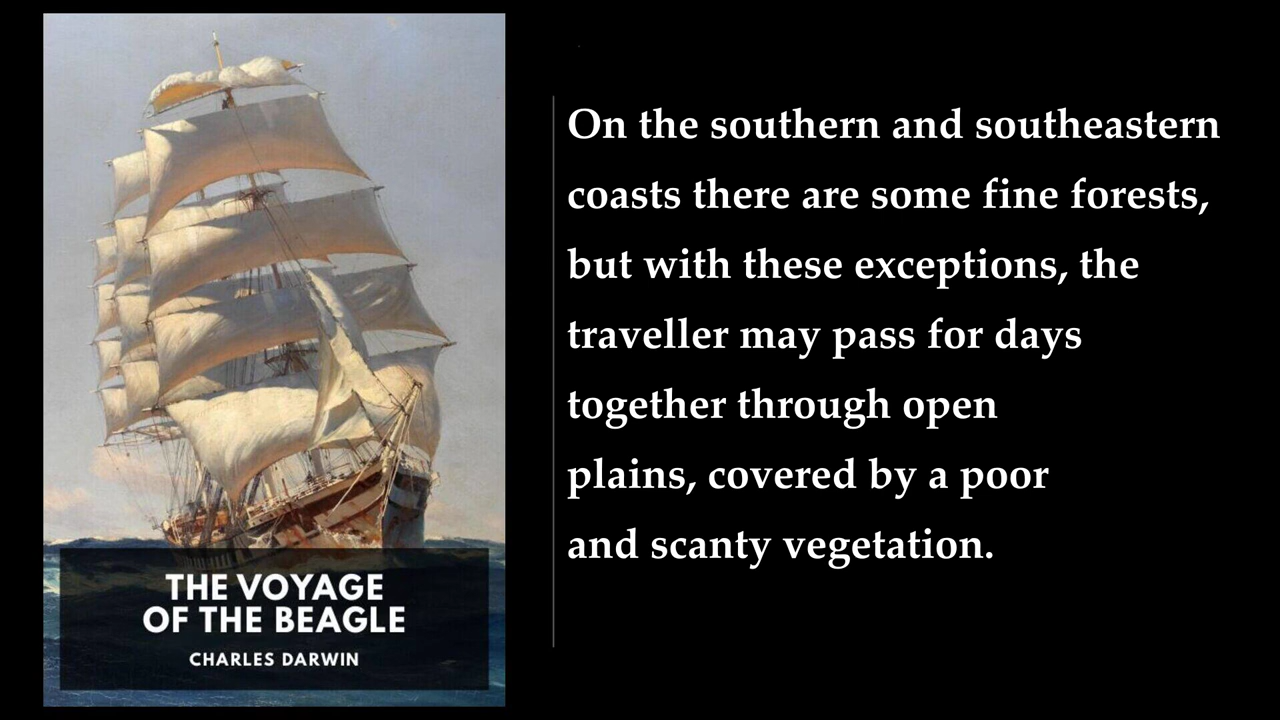 THE VOYAGE
OF THE BEAGLE
CHARLES DARWIN
On the southern and southeastern
coasts there are some fine forests,
but with these exceptions, the
traveller may pass for days
together through open
plains, covered by a poor
and scanty vegetation.